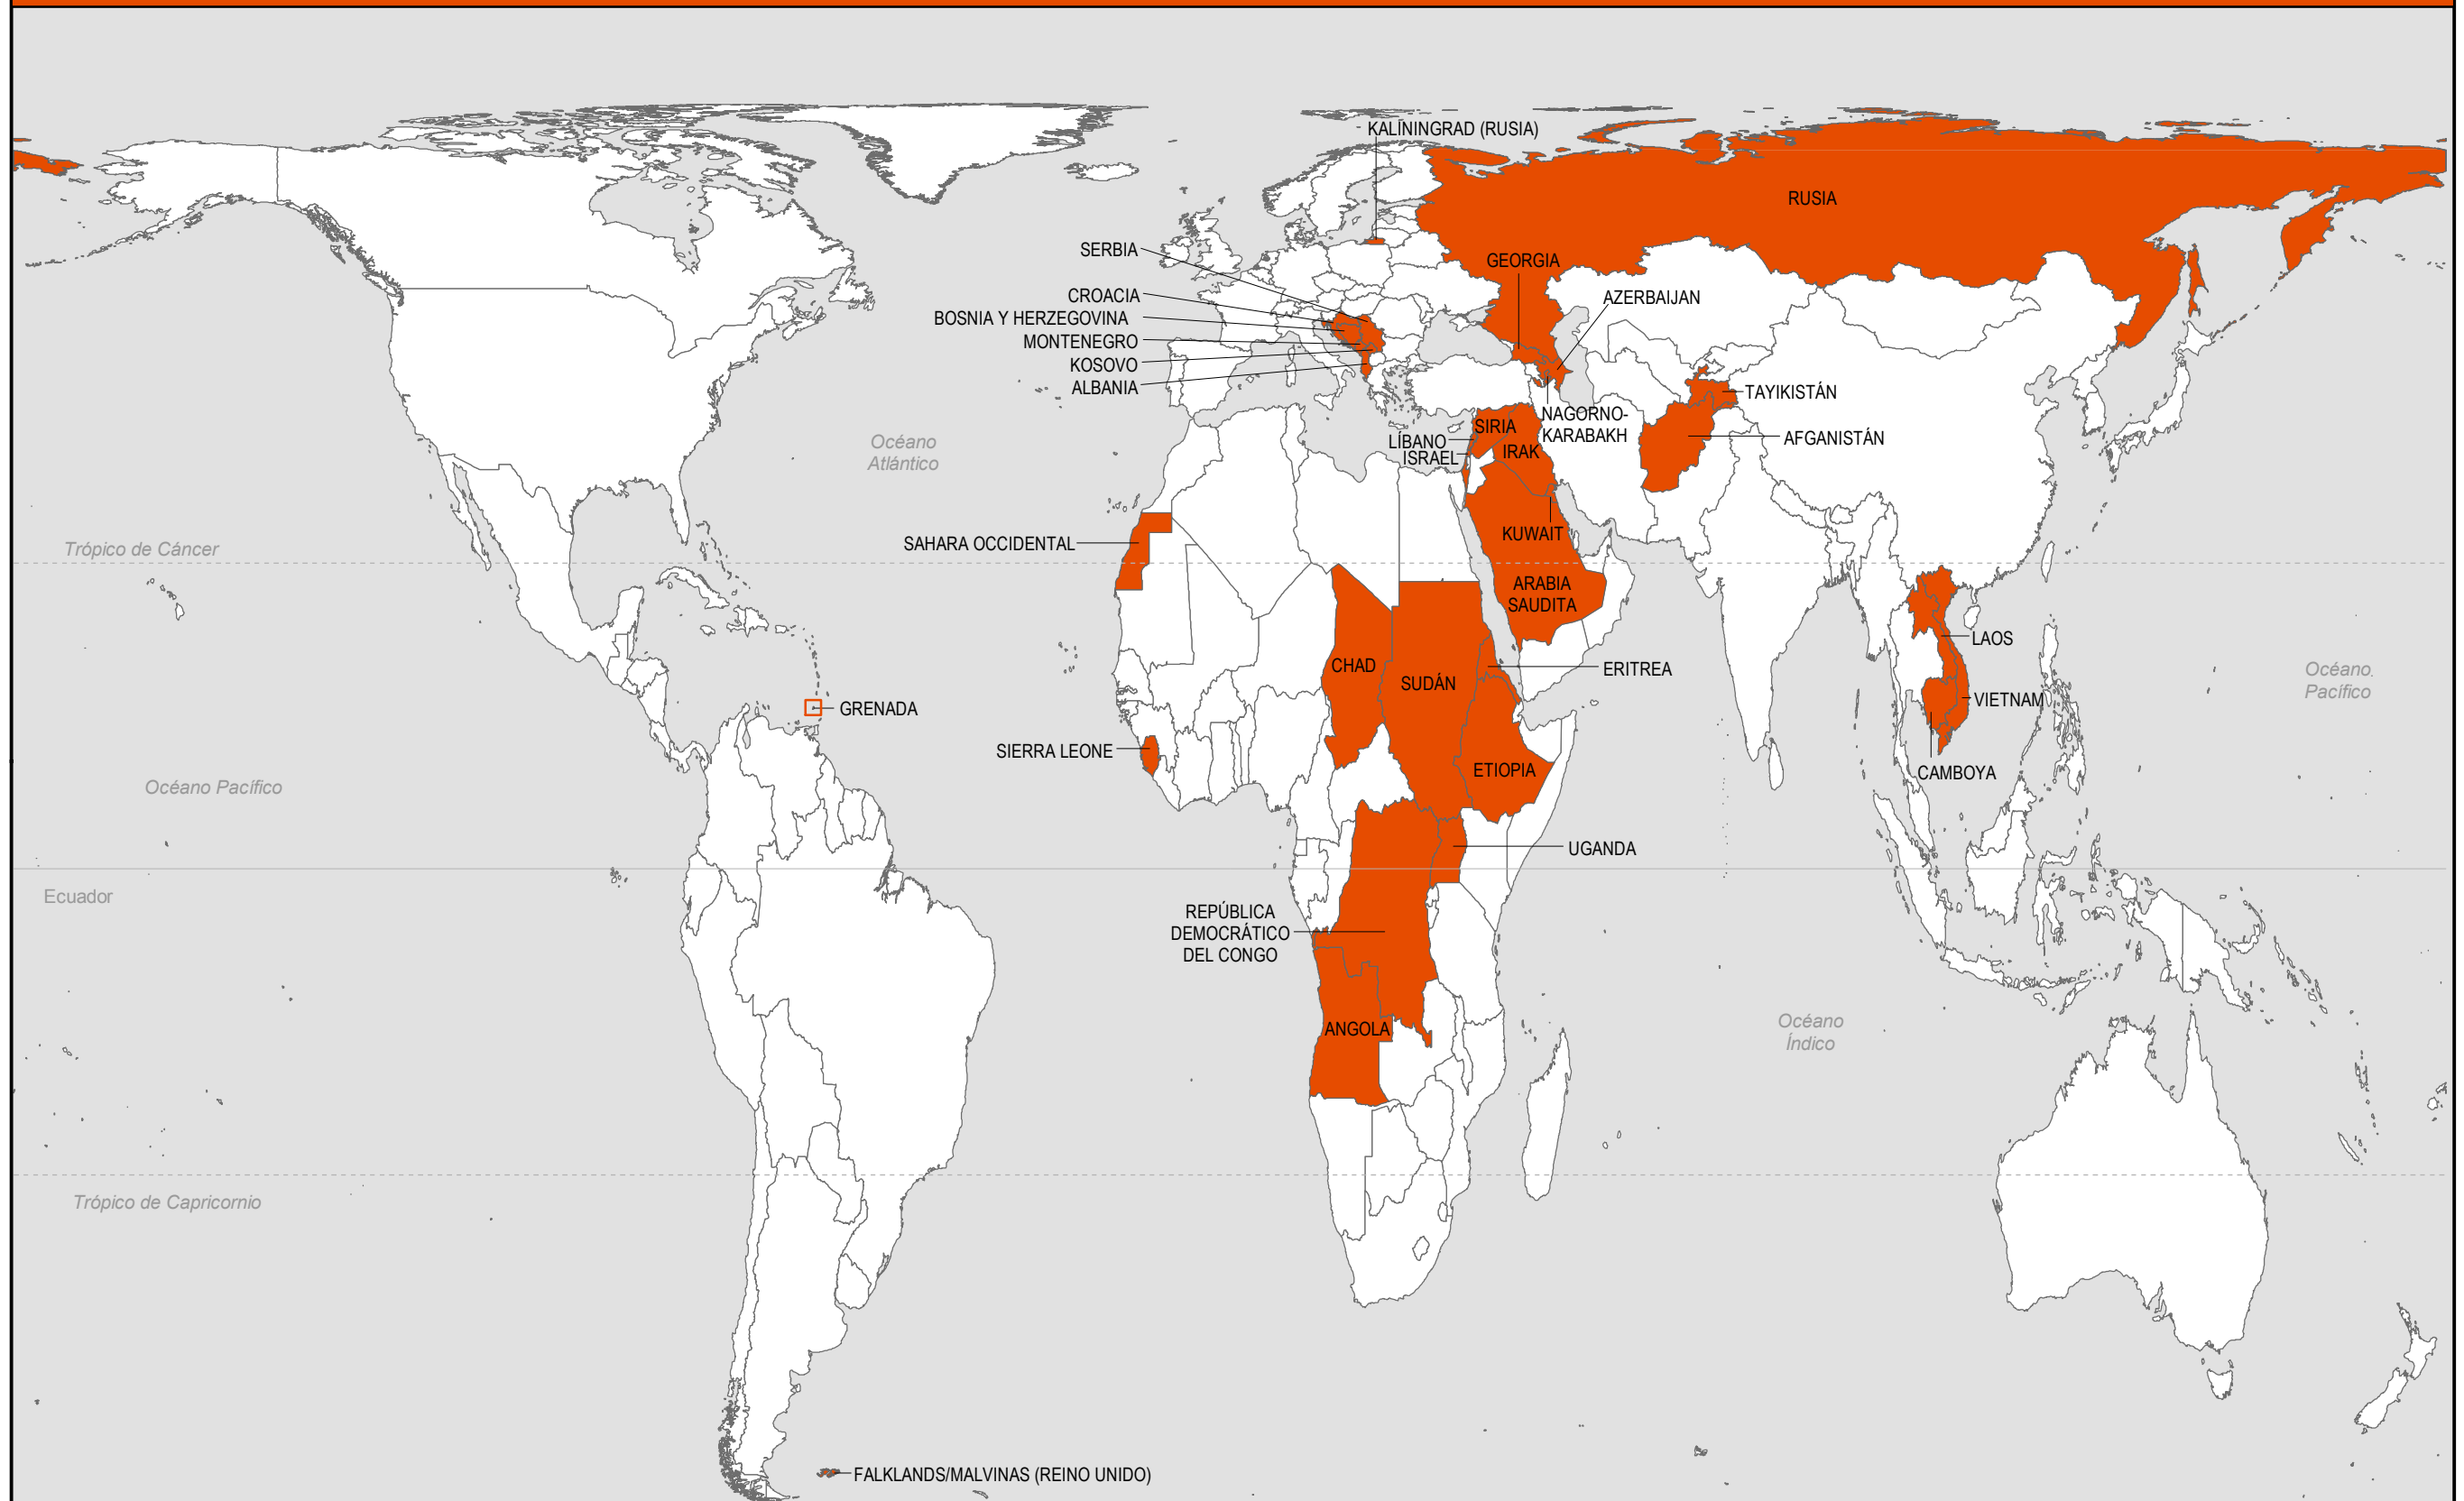 KALININGRAD (RUSIA)
RUSIA
SERBIA
GEORGIA
CROACIA
AZERBAIJAN
BOSNIA Y HERZEGOVINA
MONTENEGRO
KOSOVO
ALBANIA
TAYIKISTÁN
NAGORNO-
KARABAKH
SIRIA
AFGANISTÁN
LÍBANO
IRAK
ISRAEL
Océano
Atlántico
KUWAIT
SAHARA OCCIDENTAL
Trópico de Cáncer
ARABIA
SAUDITA
LAOS
CHAD
ERITREA
SUDÁN
Océano
Pacífico
VIETNAM
GRENADA
SIERRA LEONE
ETIOPIA
CAMBOYA
Océano Pacífico
UGANDA
Ecuador
REPÚBLICA
DEMOCRÁTICO
DEL CONGO
ANGOLA
Océano
Índico
Trópico de Capricornio
FALKLANDS/MALVINAS (REINO UNIDO)